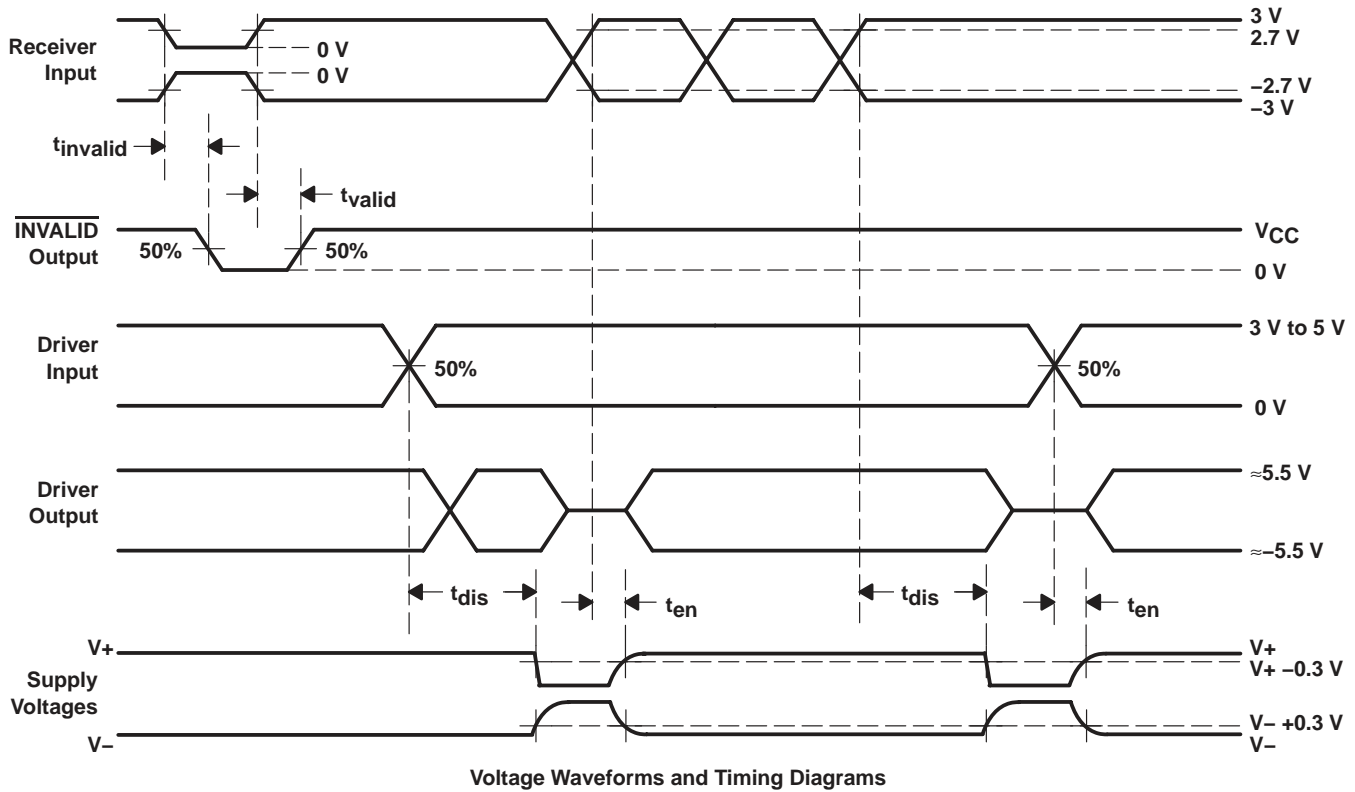 3 V
2.7 V
Receiver
Input
0 V
0 V
–2.7 V
–3 V
tinvalid
tvalid
INVALID
Output
50%
50%
VCC
0 V
Driver
Input
50%
50%
3 V to 5 V
0 V
Driver
Output
≈5.5 V
≈–5.5 V
tdis
ten
tdis
ten
V+
V+
V+ –0.3 V
Supply
Voltages
V– +0.3 V
V–
V–
Voltage Waveforms and Timing Diagrams